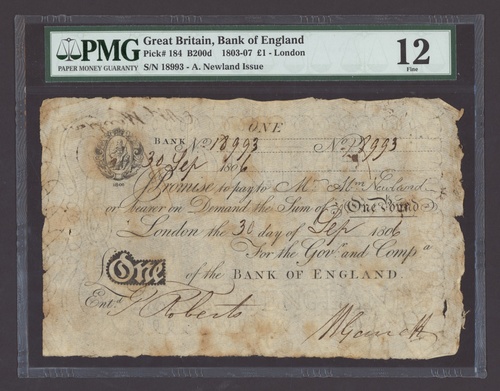 PMG
PAPER MONEY GUARANTY
Great Britain, Bank of England
Pick# 184 B200d 1803-07 £1 - London
S/N 18993 - A. Newland Issue
12
Fine
ONE
BANK No. 18993 No. 18993
30 Sep 1806
I Promise to pay to Mr. Abm Newland
or bearer on Demand the Sum of One Pound
London the 30 day of Sep 1806
For the Govr. and Compa
One of the BANK OF ENGLAND.
Entd. Roberts